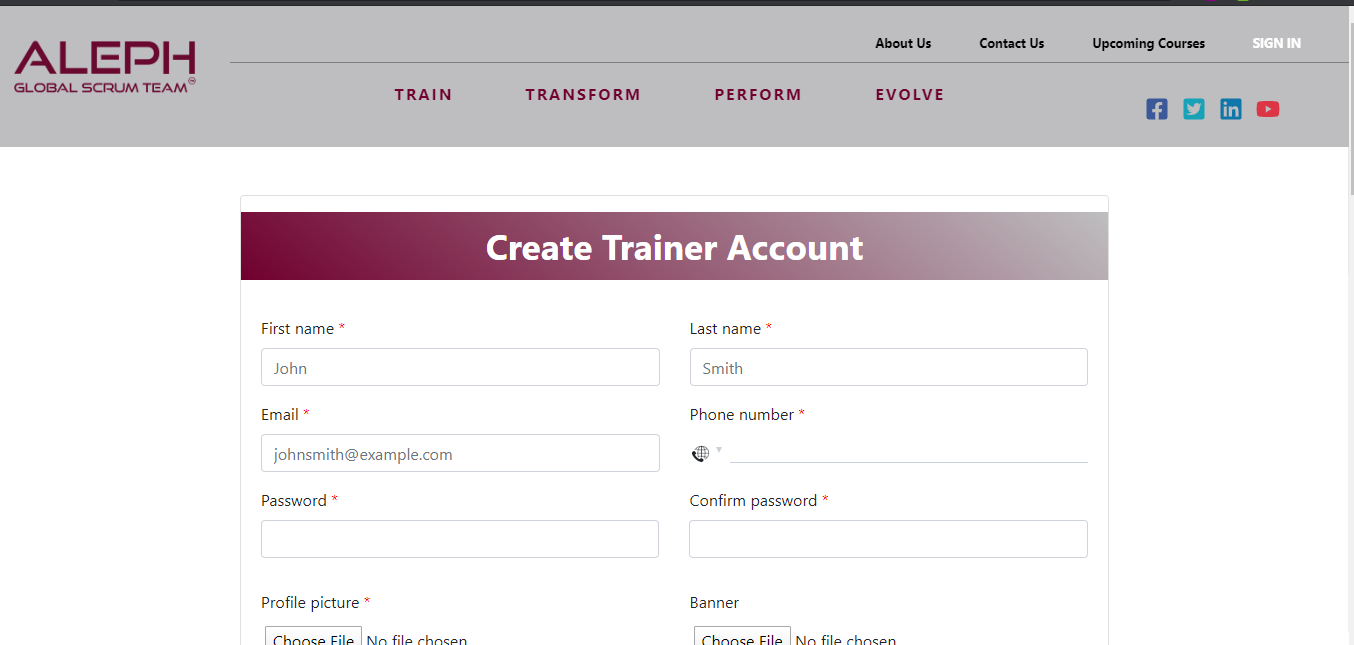 ALEPH
GLOBAL SCRUM TEAM
About Us Contact Us Upcoming Courses SIGN IN
TRAIN TRANSFORM PERFORM EVOLVE
Create Trainer Account
First name * Last name *
John Smith
Email * Phone number *
johnsmith@example.com
Password * Confirm password *
Profile picture * Banner
Choose File No file chosen Choose File No file chosen